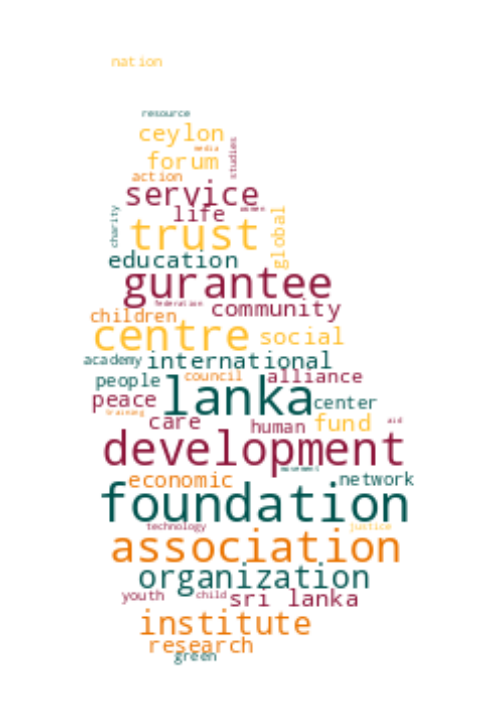 nation
resource
ceylon
media
studies
forum
action
service
life
women
charity
global
trust
education
gurantee
federation
community
children
centre
social
academy
international
people
council
alliance
peace
lanka
center
training
care
human
fund
aid
development
movement
economic
network
foundation
technology
justice
association
organization
youth
child
sri lanka
institute
research
green